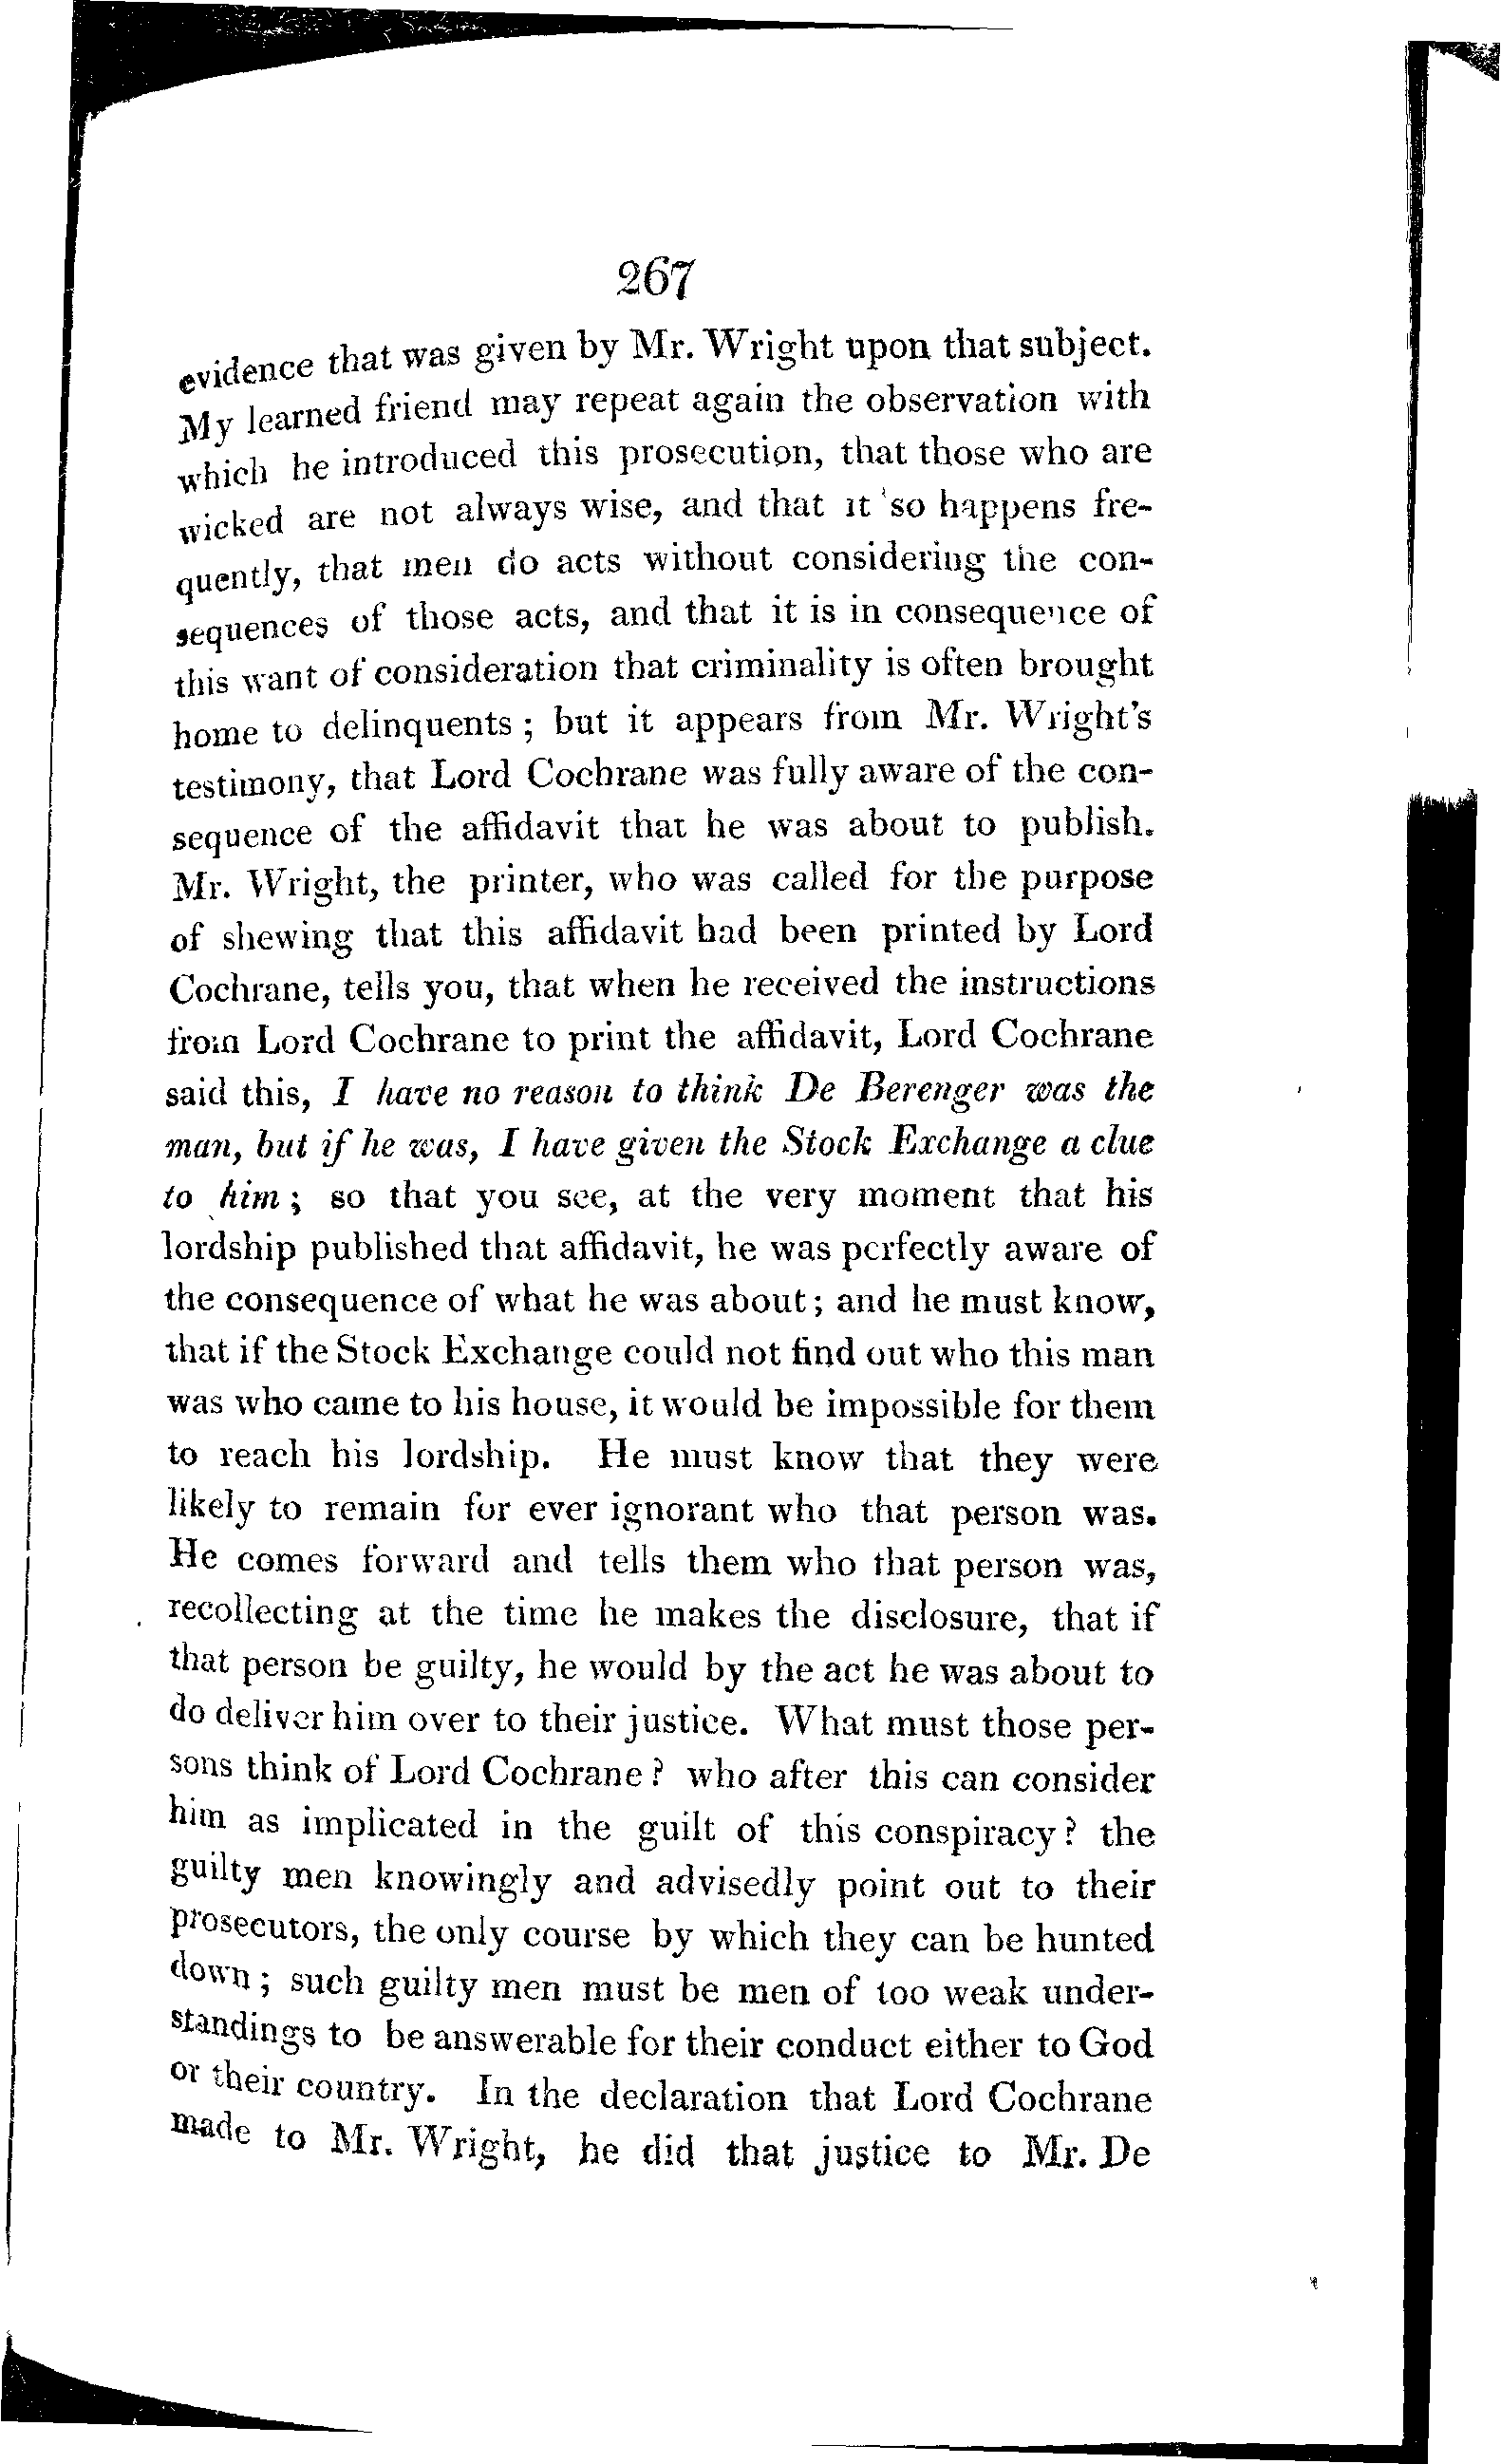 267
evidence that was given by Mr. Wright upon that subject.
My learned friend may repeat again the observation with
which he introduced this prosecution, that those who are
wicked are not always wise, and that it so happens fre-
quently, that men do acts without considering the con-
sequences of those acts, and that it is in consequence of
this want of consideration that criminality is often brought
home to delinquents ; but it appears from Mr. Wright's
testimony, that Lord Cochrane was fully aware of the con-
sequence of the affidavit that he was about to publish.
Mr. Wright, the printer, who was called for the purpose
of shewing that this affidavit had been printed by Lord
Cochrane, tells you, that when he received the instructions
from Lord Cochrane to print the affidavit, Lord Cochrane
said this, I have no reason to think De Berenger was the
man, but if he was, I have given the Stock Exchange a clue
to him ; so that you see, at the very moment that his
lordship published that affidavit, he was perfectly aware of
the consequence of what he was about; and he must know,
that if the Stock Exchange could not find out who this man
was who came to his house, it would be impossible for them
to reach his lordship. He must know that they were
likely to remain for ever ignorant who that person was.
He comes forward and tells them who that person was,
recollecting at the time he makes the disclosure, that if
that person be guilty, he would by the act he was about to
do deliver him over to their justice. What must those per-
sons think of Lord Cochrane ? who after this can consider
him as implicated in the guilt of this conspiracy ? the
guilty men knowingly and advisedly point out to their
prosecutors, the only course by which they can be hunted
down ; such guilty men must be men of too weak under-
standings to be answerable for their conduct either to God
or their country. In the declaration that Lord Cochrane
made to Mr. Wright, he did that justice to Mr. De